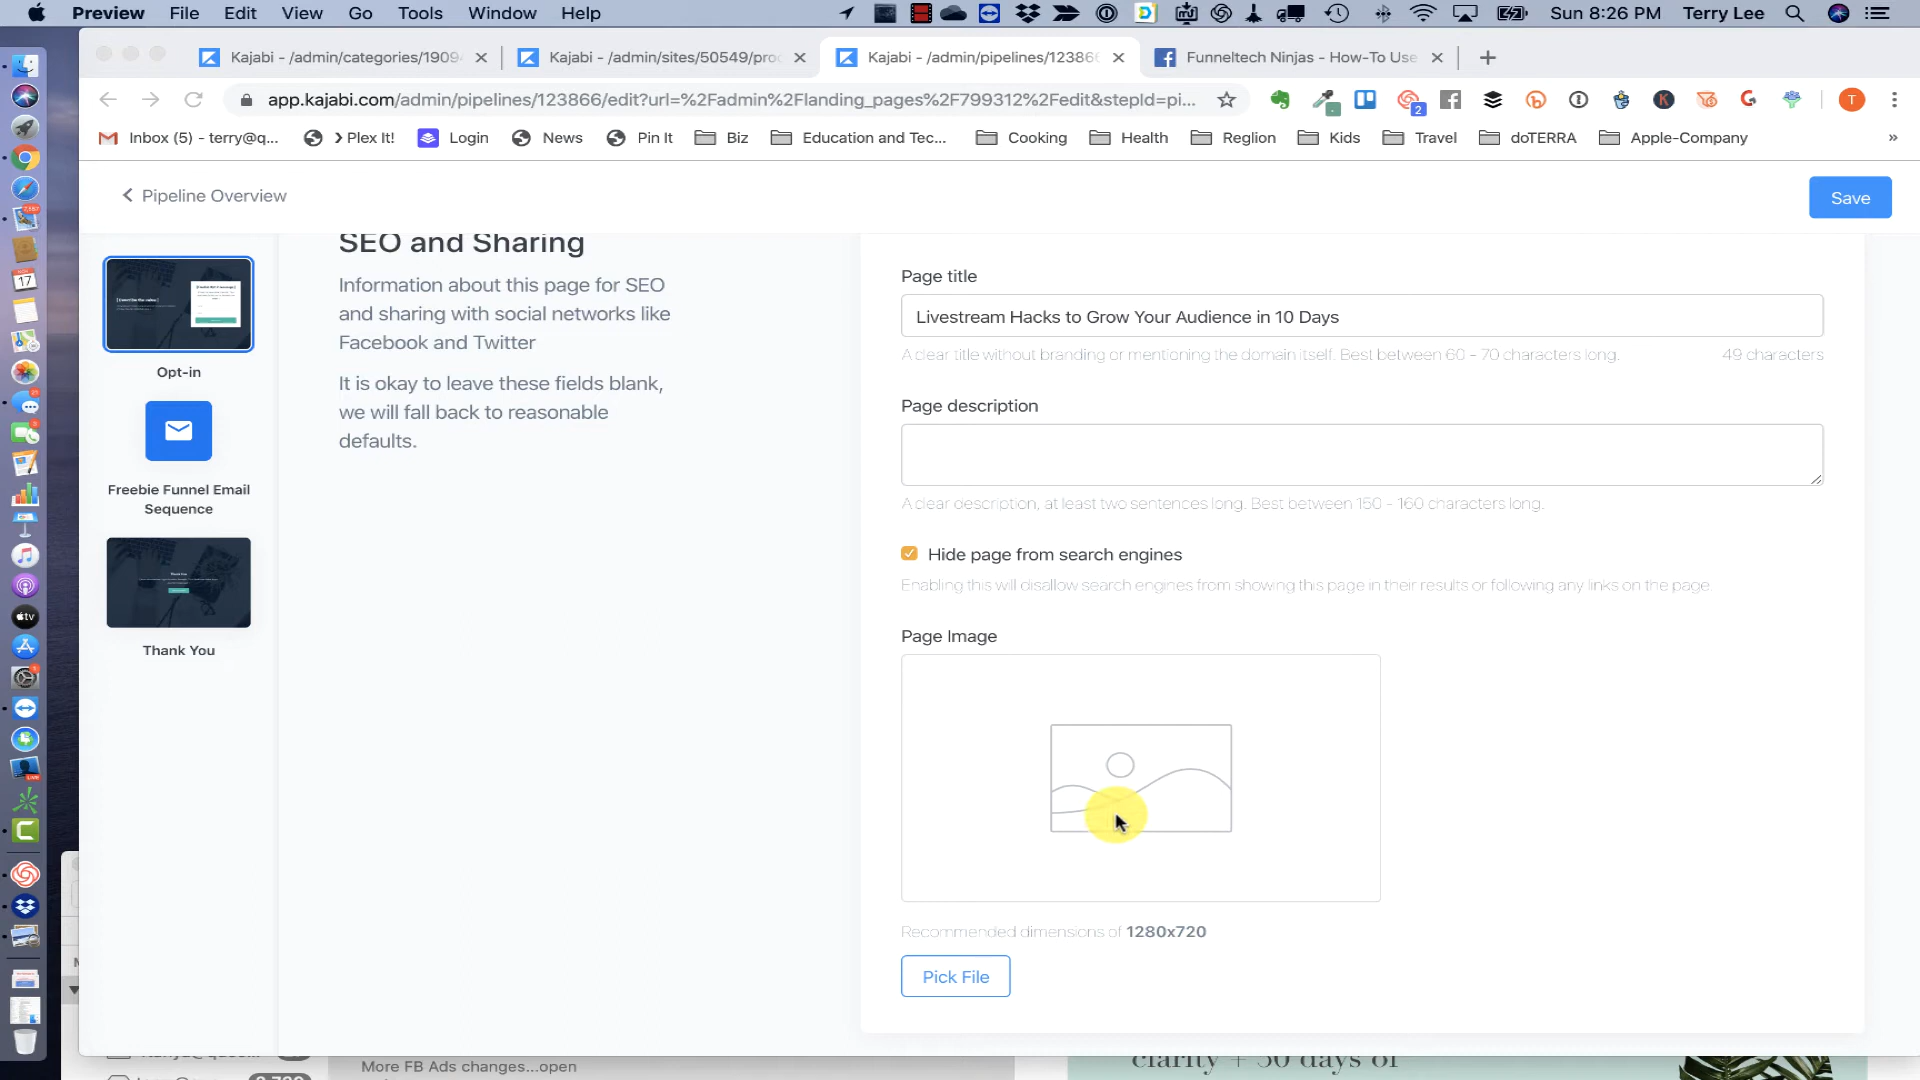 Preview File Edit View Go Tools Window Help Sun 8:26 PM Terry Lee
Kajabi - /admin/categories/1909
Kajabi - /admin/sites/50549/proc
Kajabi - /admin/pipelines/12386
Funneltech Ninjas - How-To Use
app.kajabi.com/admin/pipelines/123866/edit?url=%2Fadmin%2Flanding_pages%2F799312%2Fedit&stepId=pi...
2
T
Inbox (5) - terry@q... Plex It! Login News Pin It Biz Education and Tec... Cooking Health Reglion Kids Travel doTERRA Apple-Company »
Pipeline Overview
Save
SEO and Sharing
Information about this page for SEO
and sharing with social networks like
Facebook and Twitter
It is okay to leave these fields blank,
we will fall back to reasonable
defaults.
Opt-in
Freebie Funnel Email
Sequence
Thank You
Page title
Livestream Hacks to Grow Your Audience in 10 Days
A clear title without branding or mentioning the domain itself. Best between 60 - 70 characters long. 49 characters
Page description
A clear description, at least two sentences long. Best between 150 - 160 characters long.
Hide page from search engines
Enabling this will disallow search engines from showing this page in their results or following any links on the page.
Page Image
Recommended dimensions of 1280x720
Pick File
17
tv
More FB Ads changes...open
clarity + 30 days of